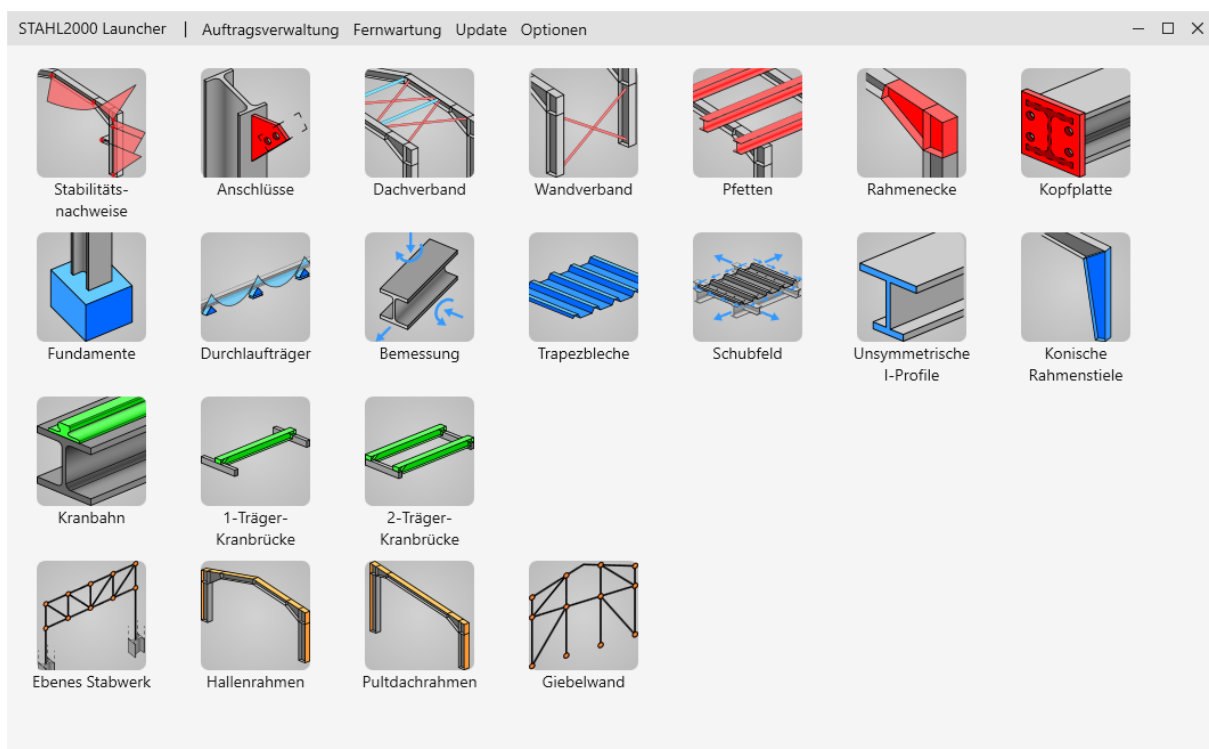 STAHL2000 Launcher | Auftragsverwaltung Fernwartung Update Optionen
Stabilitäts-
nachweise
Anschlüsse
Dachverband
Wandverband
Pfetten
Rahmenecke
Kopfplatte
Fundamente
Durchlaufträger
Bemessung
Trapezbleche
Schubfeld
Unsymmetrische
I-Profile
Konische
Rahmenstiele
Kranbahn
1-Träger-
Kranbrücke
2-Träger-
Kranbrücke
Ebenes Stabwerk
Hallenrahmen
Pultdachrahmen
Giebelwand